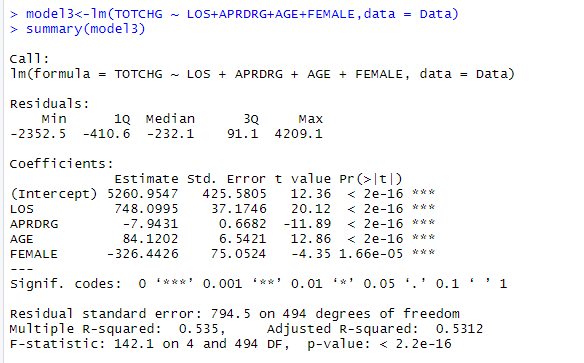 > model3<-lm(TOTCHG ~ LOS+APRDRG+AGE+FEMALE,data = Data)
> summary(model3)
Call:
lm(formula = TOTCHG ~ LOS + APRDRG + AGE + FEMALE, data = Data)
Residuals:
    Min      1Q  Median      3Q     Max
-2352.5  -410.6  -232.1    91.1  4209.1
Coefficients:
             Estimate Std. Error t value Pr(>|t|)
(Intercept) 5260.9547   425.5805   12.36  < 2e-16 ***
LOS          748.0995    37.1746   20.12  < 2e-16 ***
APRDRG        -7.9431     0.6682  -11.89  < 2e-16 ***
AGE           84.1202     6.5421   12.86  < 2e-16 ***
FEMALE      -326.4426    75.0524   -4.35 1.66e-05 ***
---
Signif. codes:  0 ‘***’ 0.001 ‘**’ 0.01 ‘*’ 0.05 ‘.’ 0.1 ‘ ’ 1
Residual standard error: 794.5 on 494 degrees of freedom
Multiple R-squared:  0.535,     Adjusted R-squared:  0.5312
F-statistic: 142.1 on 4 and 494 DF,  p-value: < 2.2e-16